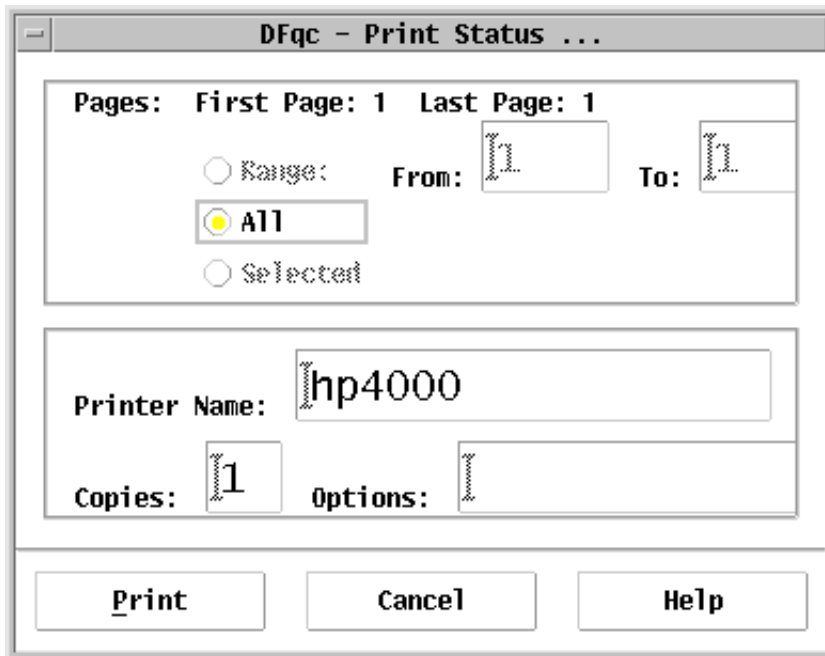 DFqc - Print Status ...
Pages: First Page: 1 Last Page: 1
Range: From: 1 To: 1
All
Selected
Printer Name: hp4000
Copies: 1 Options:
Print Cancel Help